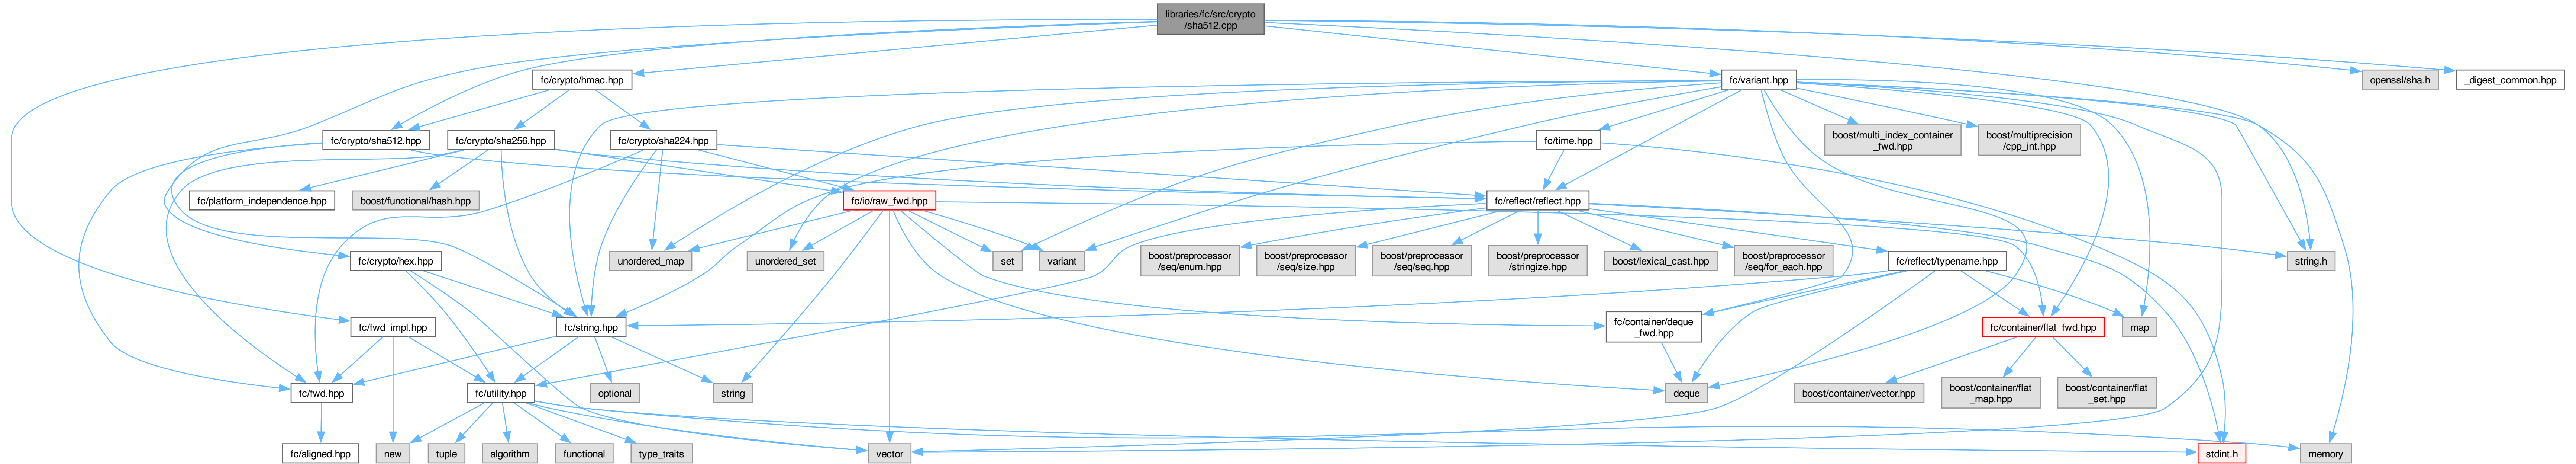 libraries/fc/src/crypto
/sha512.cpp
fc/crypto/hmac.hpp
fc/variant.hpp
openssl/sha.h
_digest_common.hpp
fc/crypto/sha512.hpp
fc/crypto/sha256.hpp
fc/crypto/sha224.hpp
fc/time.hpp
boost/multi_index_container
_fwd.hpp
boost/multiprecision
/cpp_int.hpp
fc/platform_independence.hpp
boost/functional/hash.hpp
fc/io/raw_fwd.hpp
fc/reflect/reflect.hpp
fc/crypto/hex.hpp
unordered_map
unordered_set
set
variant
boost/preprocessor
/seq/enum.hpp
boost/preprocessor
/seq/size.hpp
boost/preprocessor
/seq/seq.hpp
boost/preprocessor
/stringize.hpp
boost/lexical_cast.hpp
boost/preprocessor
/seq/for_each.hpp
fc/reflect/typename.hpp
string.h
fc/fwd_impl.hpp
fc/string.hpp
fc/container/deque
_fwd.hpp
fc/container/flat_fwd.hpp
map
fc/fwd.hpp
fc/utility.hpp
optional
string
deque
boost/container/vector.hpp
boost/container/flat
_map.hpp
boost/container/flat
_set.hpp
fc/aligned.hpp
new
tuple
algorithm
functional
type_traits
vector
stdint.h
memory